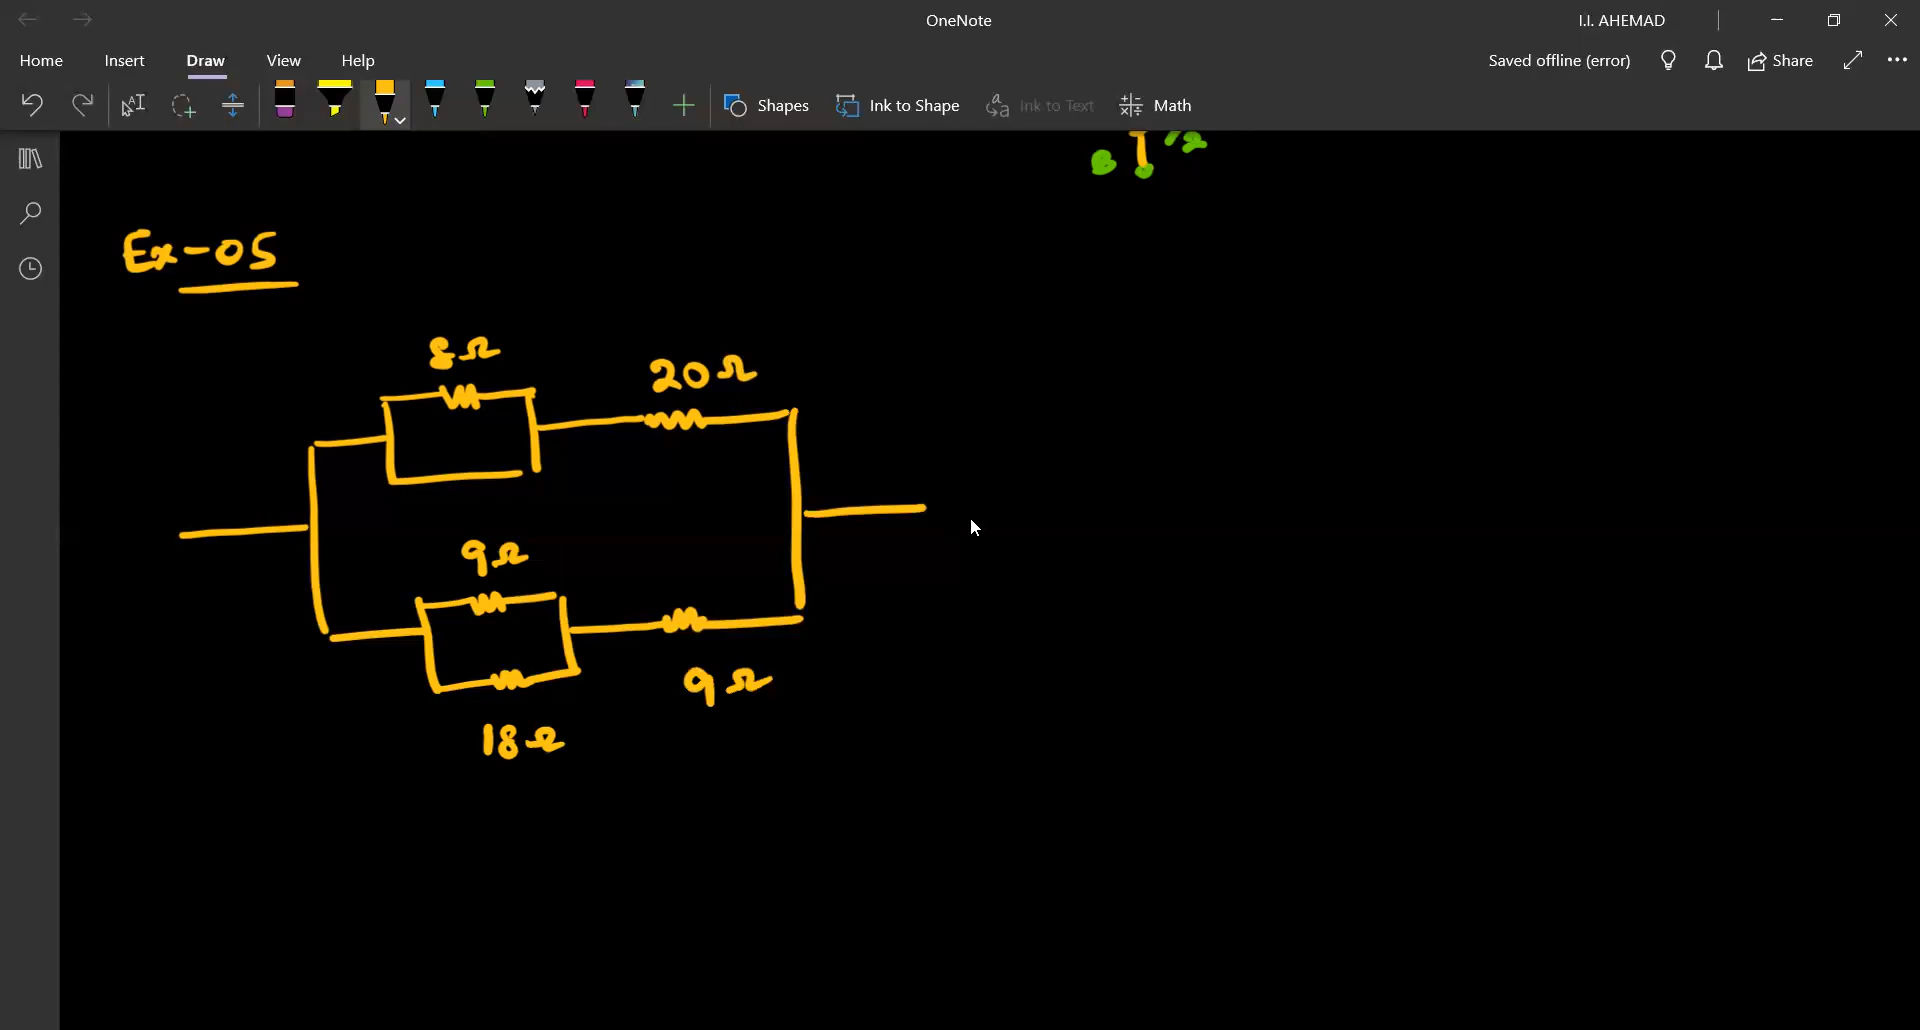 OneNote
I.I. AHEMAD
Home Insert Draw View Help
Saved offline (error)
Share
Shapes
Ink to Shape
Ink to Text
Math
B
Ex-05
8Ω
20Ω
9Ω
9Ω
18Ω